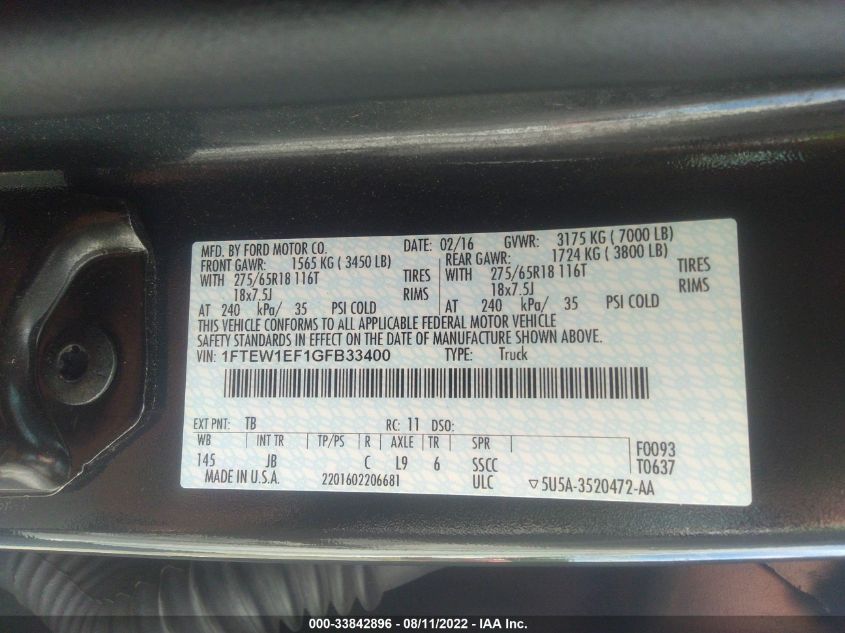 MFD. BY FORD MOTOR CO. DATE: 02/16 GVWR: 3175 KG ( 7000 LB)
FRONT GAWR: 1565 KG ( 3450 LB) REAR GAWR: 1724 KG ( 3800 LB)
WITH 275/65R18 116T TIRES WITH 275/65R18 116T TIRES
18x7.5J RIMS 18x7.5J RIMS
AT 240 kPa/ 35 PSI COLD AT 240 kPa/ 35 PSI COLD
THIS VEHICLE CONFORMS TO ALL APPLICABLE FEDERAL MOTOR VEHICLE
SAFETY STANDARDS IN EFFECT ON THE DATE OF MANUFACTURE SHOWN ABOVE.
VIN: 1FTEW1EF1GFB33400 TYPE: Truck
EXT PNT: TB RC: 11 DSO:
WB INT TR TP/PS R AXLE TR SPR F0093
145 JB C L9 6 SSCC T0637
MADE IN U.S.A. 2201602206681 ULC ▽5U5A-3520472-AA
000-33842896 - 08/11/2022 - IAA Inc.